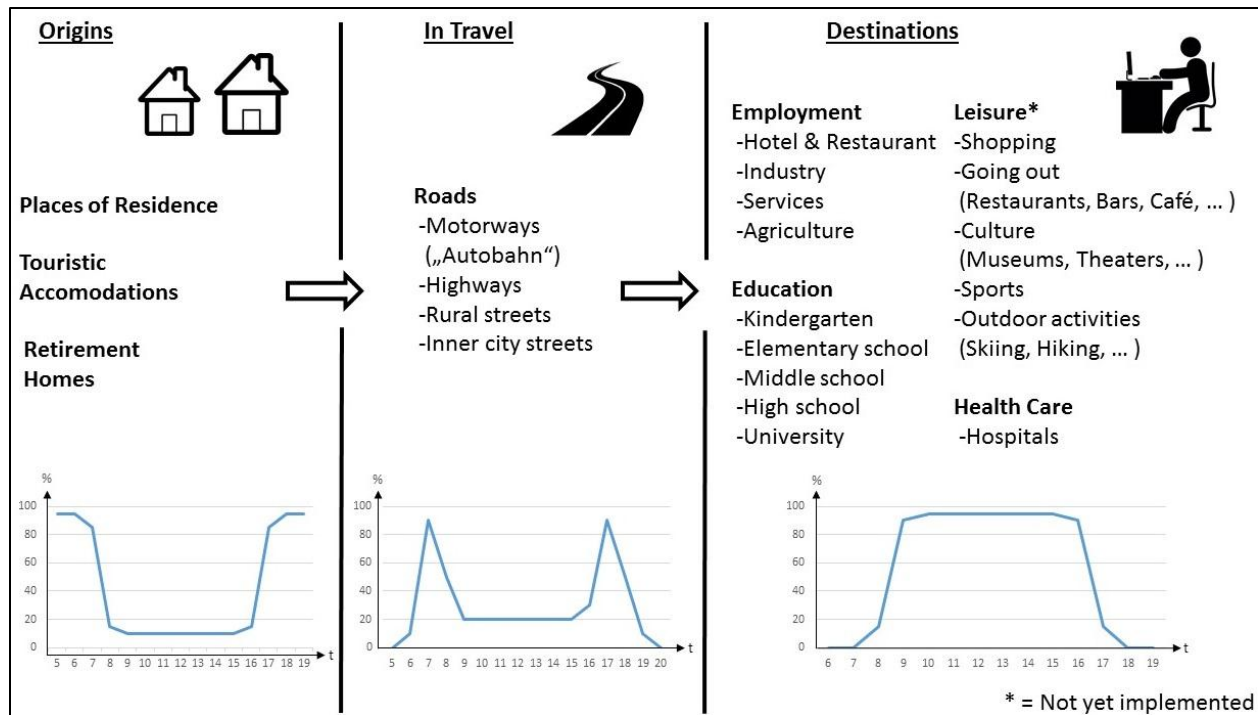 Origins
Places of Residence
Touristic
Accomodations
Retirement
Homes
%
100
80
60
40
20
0
5 6 7 8 9 10 11 12 13 14 15 16 17 18 19
t
In Travel
Roads
-Motorways
(„Autobahn“)
-Highways
-Rural streets
-Inner city streets
%
100
80
60
40
20
0
5 6 7 8 9 10 11 12 13 14 15 16 17 18 19 20
t
Destinations
Employment
-Hotel & Restaurant
-Industry
-Services
-Agriculture
Education
-Kindergarten
-Elementary school
-Middle school
-High school
-University
Leisure*
-Shopping
-Going out
(Restaurants, Bars, Café, ... )
-Culture
(Museums, Theaters, ... )
-Sports
-Outdoor activities
(Skiing, Hiking, ... )
Health Care
-Hospitals
%
100
80
60
40
20
0
6 7 8 9 10 11 12 13 14 15 16 17 18 19
t
* = Not yet implemented